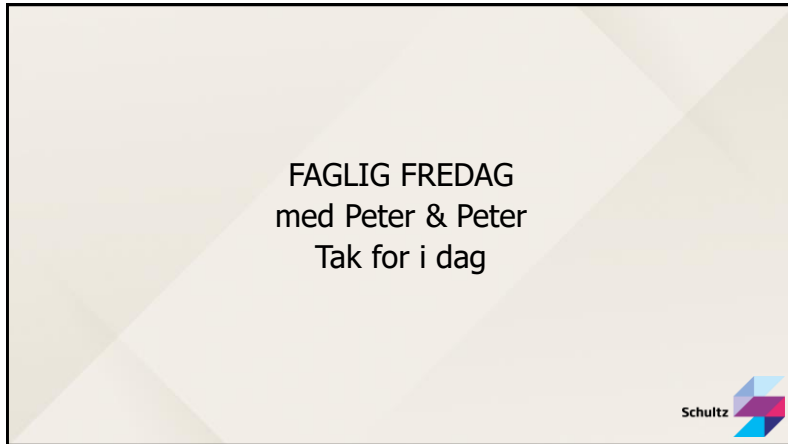 FAGLIG FREDAG
med Peter & Peter
Tak for i dag
Schultz